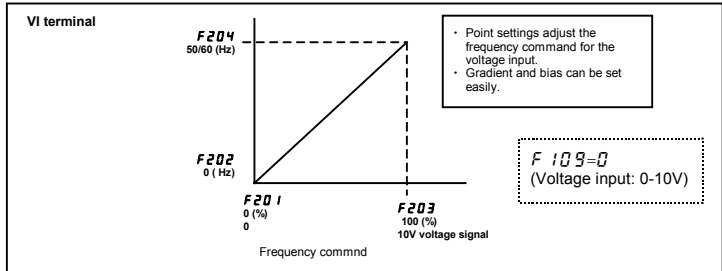 VI terminal
F204
50/60 (Hz)
F202
0 ( Hz)
F201
0 (%)
0
F203
100 (%)
10V voltage signal
Frequency commnd
・ Point settings adjust the
frequency command for the
voltage input.
・ Gradient and bias can be set
easily.
F109=0
(Voltage input: 0-10V)